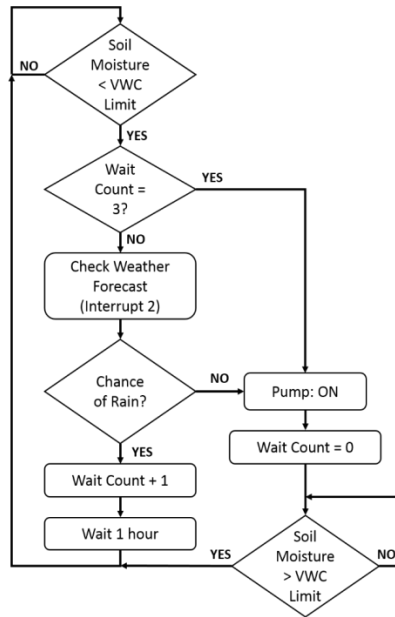 Soil
Moisture
< VWC
Limit
NO
YES
Wait
Count =
3?
YES
NO
Check Weather
Forecast
(Interrupt 2)
Chance
of Rain?
NO
Pump: ON
YES
Wait Count = 0
Wait Count + 1
Wait 1 hour
YES
Soil
Moisture
> VWC
Limit
NO